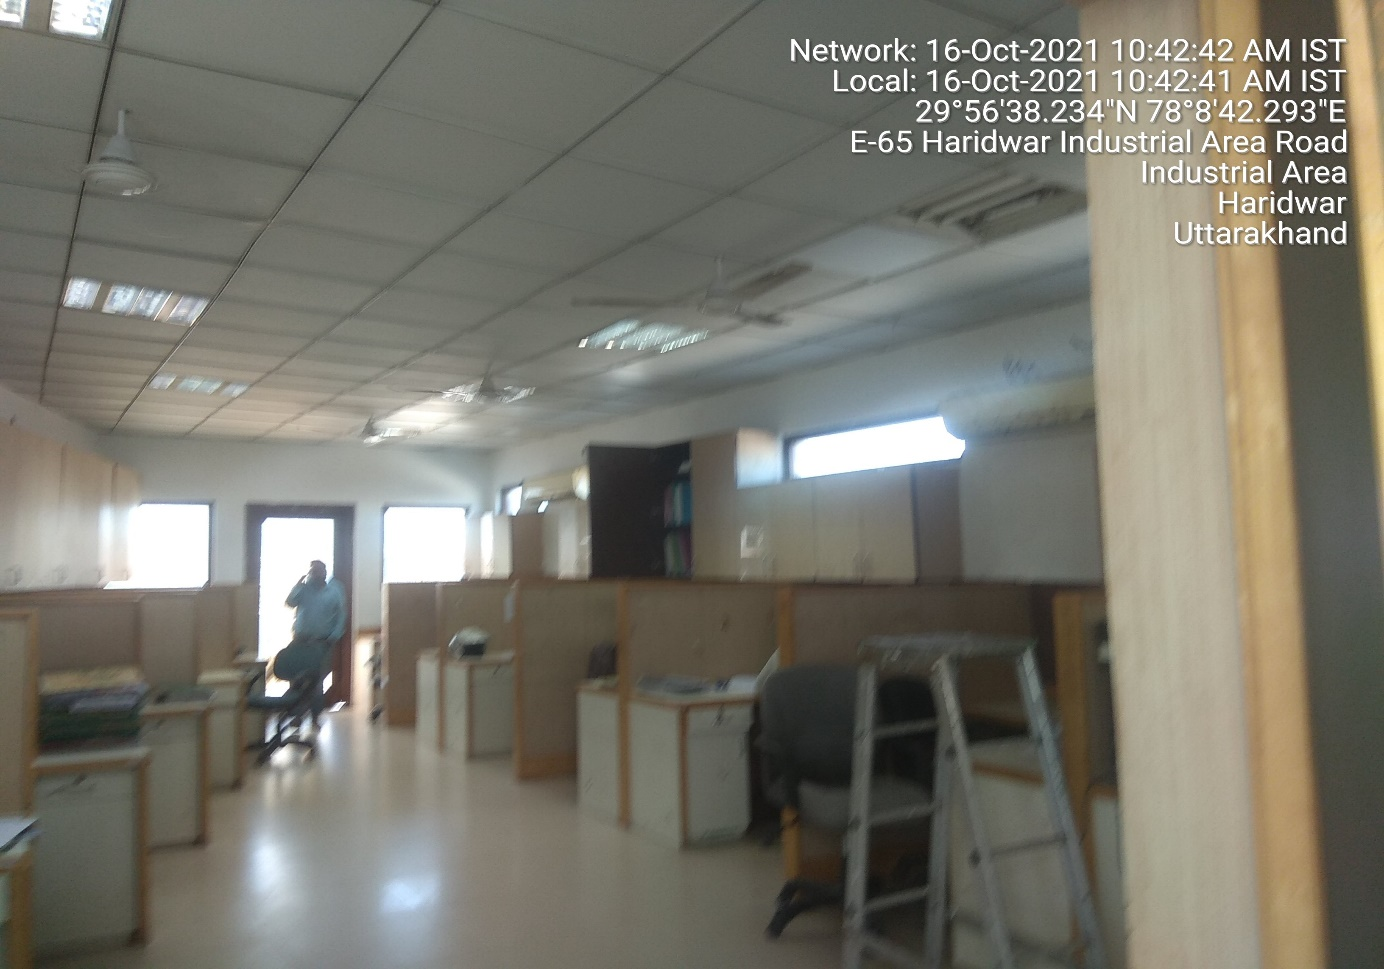 Network: 16-Oct-2021 10:42:42 AM IST
Local: 16-Oct-2021 10:42:41 AM IST
29°56'38.234"N 78°8'42.293"E
E-65 Haridwar Industrial Area Road
Industrial Area
Haridwar
Uttarakhand